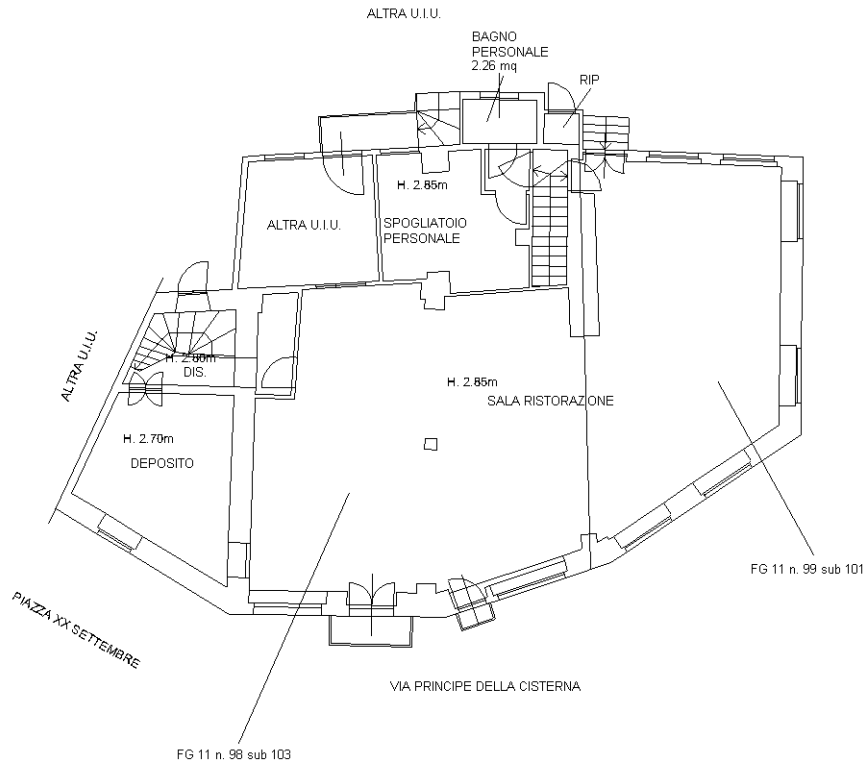 ALTRA U.I.U.
BAGNO
PERSONALE
2.26 mq
RIP
H. 2.85m
ALTRA U.I.U.
SPOGLIATOIO
PERSONALE
ALTRA U.I.U.
H. 2.80m
DIS.
H. 2.85m
SALA RISTORAZIONE
H. 2.70m
DEPOSITO
FG 11 n. 99 sub 101
PIAZZA XX SETTEMBRE
VIA PRINCIPE DELLA CISTERNA
FG 11 n. 98 sub 103